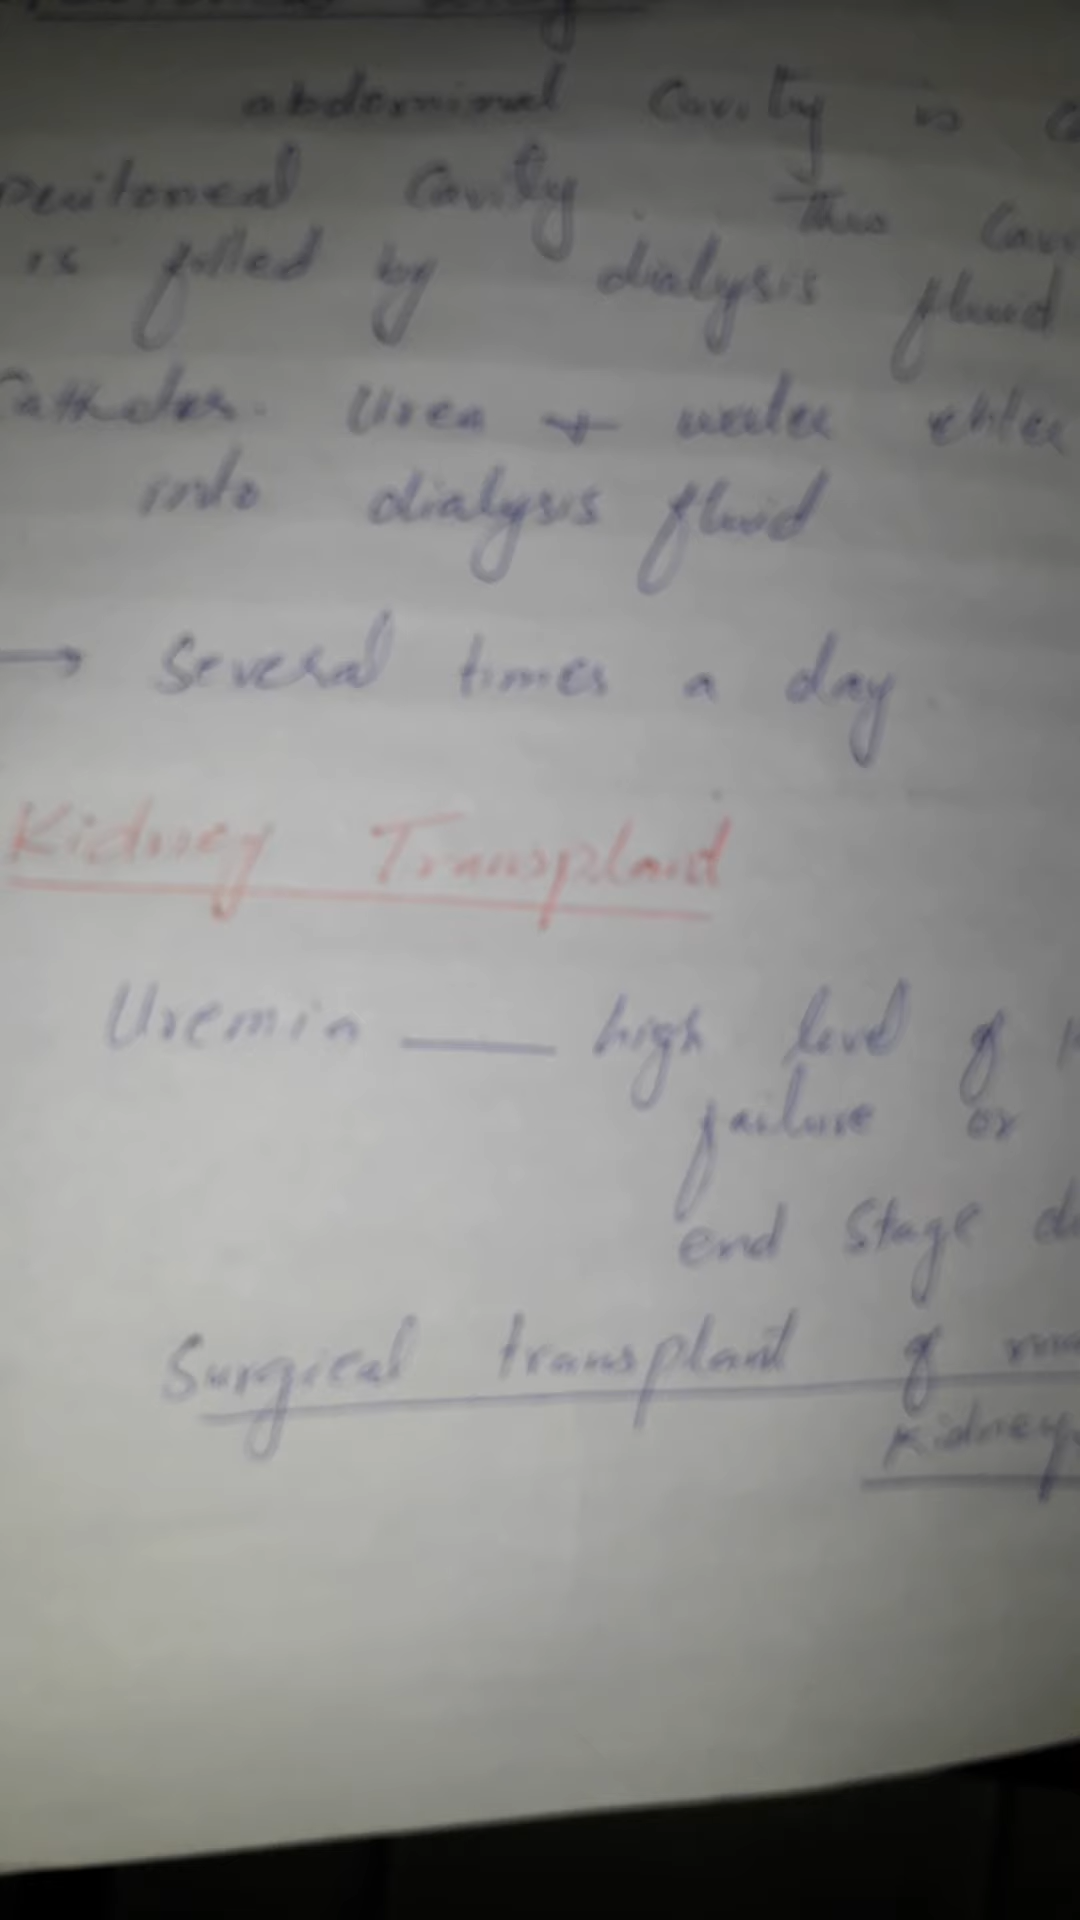 abdominal Cavity is
Peritoneal Cavity. This
is filled by dialysis fluid
Urea + water enter
into dialysis fluid
→ Several times a day.
Kidney Transplant
Uremia — high level of
failure or
end Stage
Surgical transplant of
Kidney